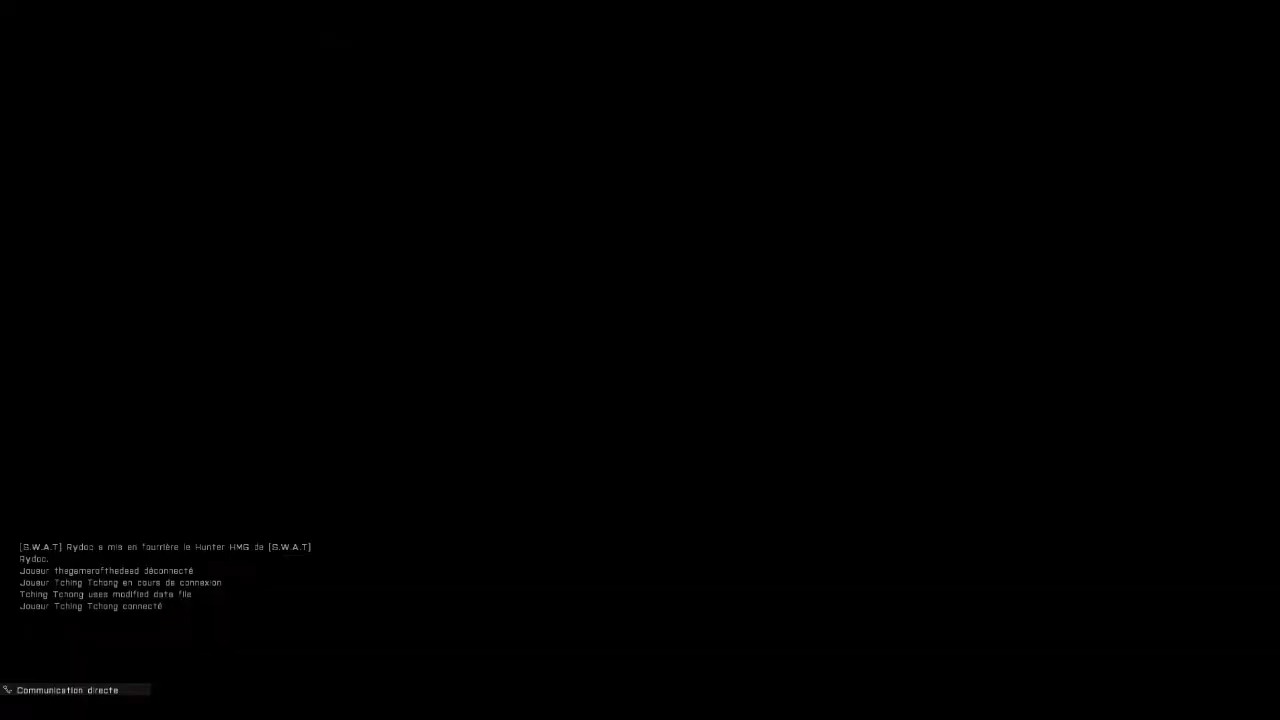 [S.W.A.T] Rydoc a mis en fourrière le Hunter HMG de [S.W.A.T]
Rydoc.
Joueur thegamerofthedeed déconnecté
Joueur Tching Tchong en cours de connexion
Tching Tchong uses modified data file
Joueur Tching Tchong connecté
Communication directe